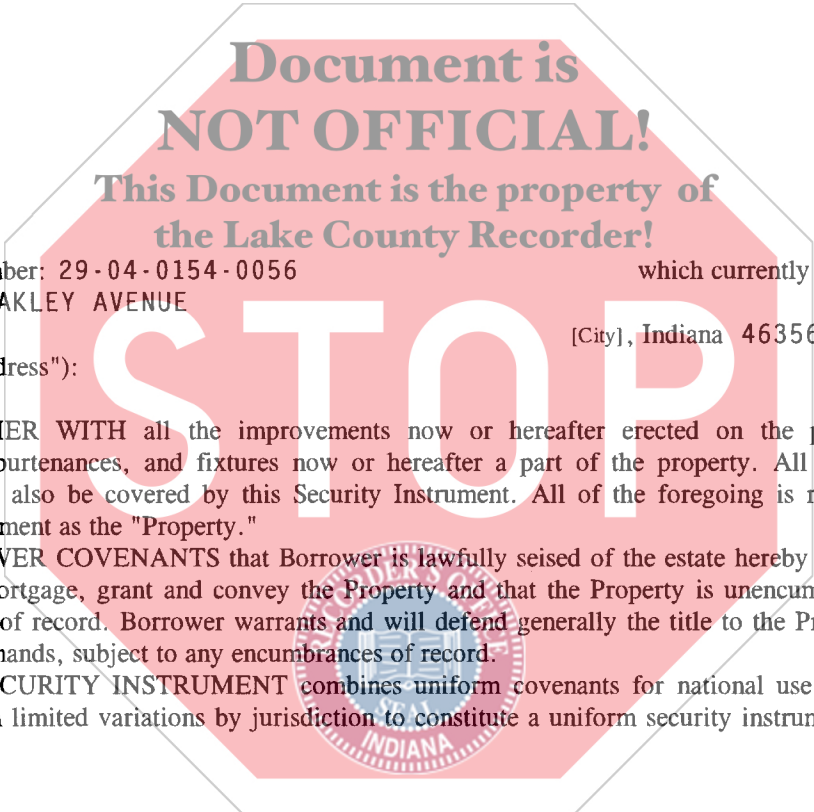 Document is
NOT OFFICIAL!
This Document is the property of
the Lake County Recorder!
ber: 29-04-0154-0056 which currently
AKLEY AVENUE
[City], Indiana 46356
dress"):
STOP
ER WITH all the improvements now or hereafter erected on the p
purtenances, and fixtures now or hereafter a part of the property. All
also be covered by this Security Instrument. All of the foregoing is r
ment as the "Property."
VER COVENANTS that Borrower is lawfully seised of the estate hereby
ortgage, grant and convey the Property and that the Property is unencum
of record. Borrower warrants and will defend generally the title to the Pr
nands, subject to any encumbrances of record.
CURITY INSTRUMENT combines uniform covenants for national use
limited variations by jurisdiction to constitute a uniform security instrum
RECORDER'S OFFICE
SEAL
INDIANA